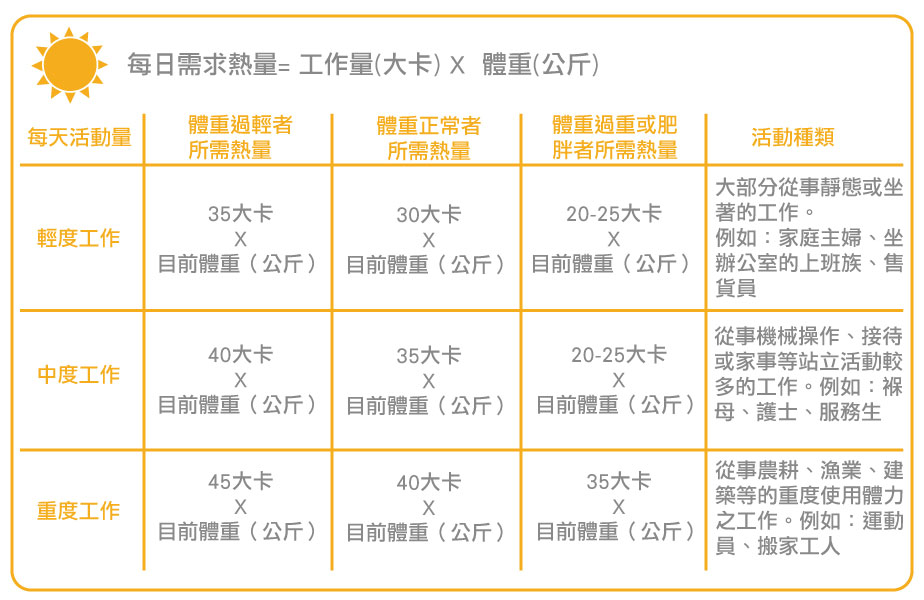 每日需求熱量= 工作量(大卡) X 體重(公斤)
每天活動量
體重過輕者
所需熱量
體重正常者
所需熱量
體重過重或肥
胖者所需熱量
活動種類
輕度工作
35大卡
X
目前體重（公斤）
30大卡
X
目前體重（公斤）
20-25大卡
X
目前體重（公斤）
大部分從事靜態或坐
著的工作。
例如：家庭主婦、坐
辦公室的上班族、售
貨員
中度工作
40大卡
X
目前體重（公斤）
35大卡
X
目前體重（公斤）
20-25大卡
X
目前體重（公斤）
從事機械操作、接待
或家事等站立活動較
多的工作。例如：褓
母、護士、服務生
重度工作
45大卡
X
目前體重（公斤）
40大卡
X
目前體重（公斤）
35大卡
X
目前體重（公斤）
從事農耕、漁業、建
築等的重度使用體力
之工作。例如：運動
員、搬家工人